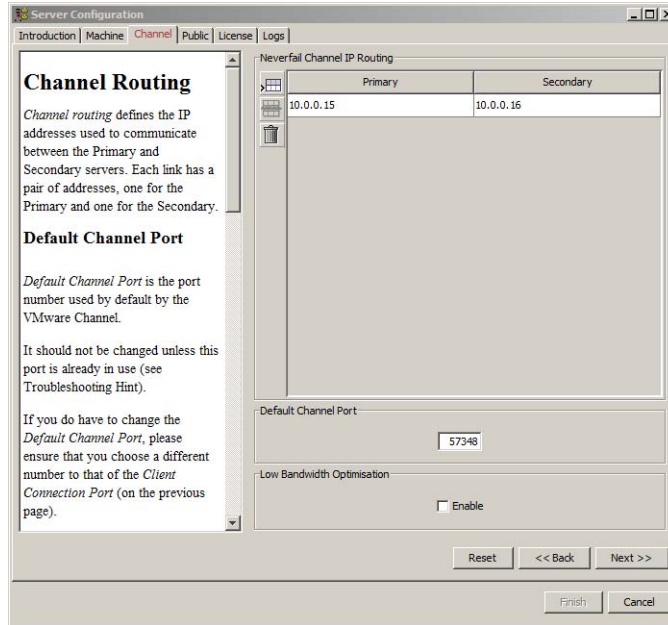 Server Configuration
Introduction Machine Channel Public License Logs
Channel Routing
Channel routing defines the IP
addresses used to communicate
between the Primary and
Secondary servers. Each link has a
pair of addresses, one for the
Primary and one for the Secondary.
Default Channel Port
Default Channel Port is the port
number used by default by the
VMware Channel.
It should not be changed unless this
port is already in use (see
Troubleshooting Hint).
If you do have to change the
Default Channel Port, please
ensure that you choose a different
number to that of the Client
Connection Port (on the previous
page).
Neverfail Channel IP Routing
Primary Secondary
10.0.0.15 10.0.0.16
Default Channel Port
57348
Low Bandwidth Optimisation
Enable
Reset << Back Next >>
Finish Cancel